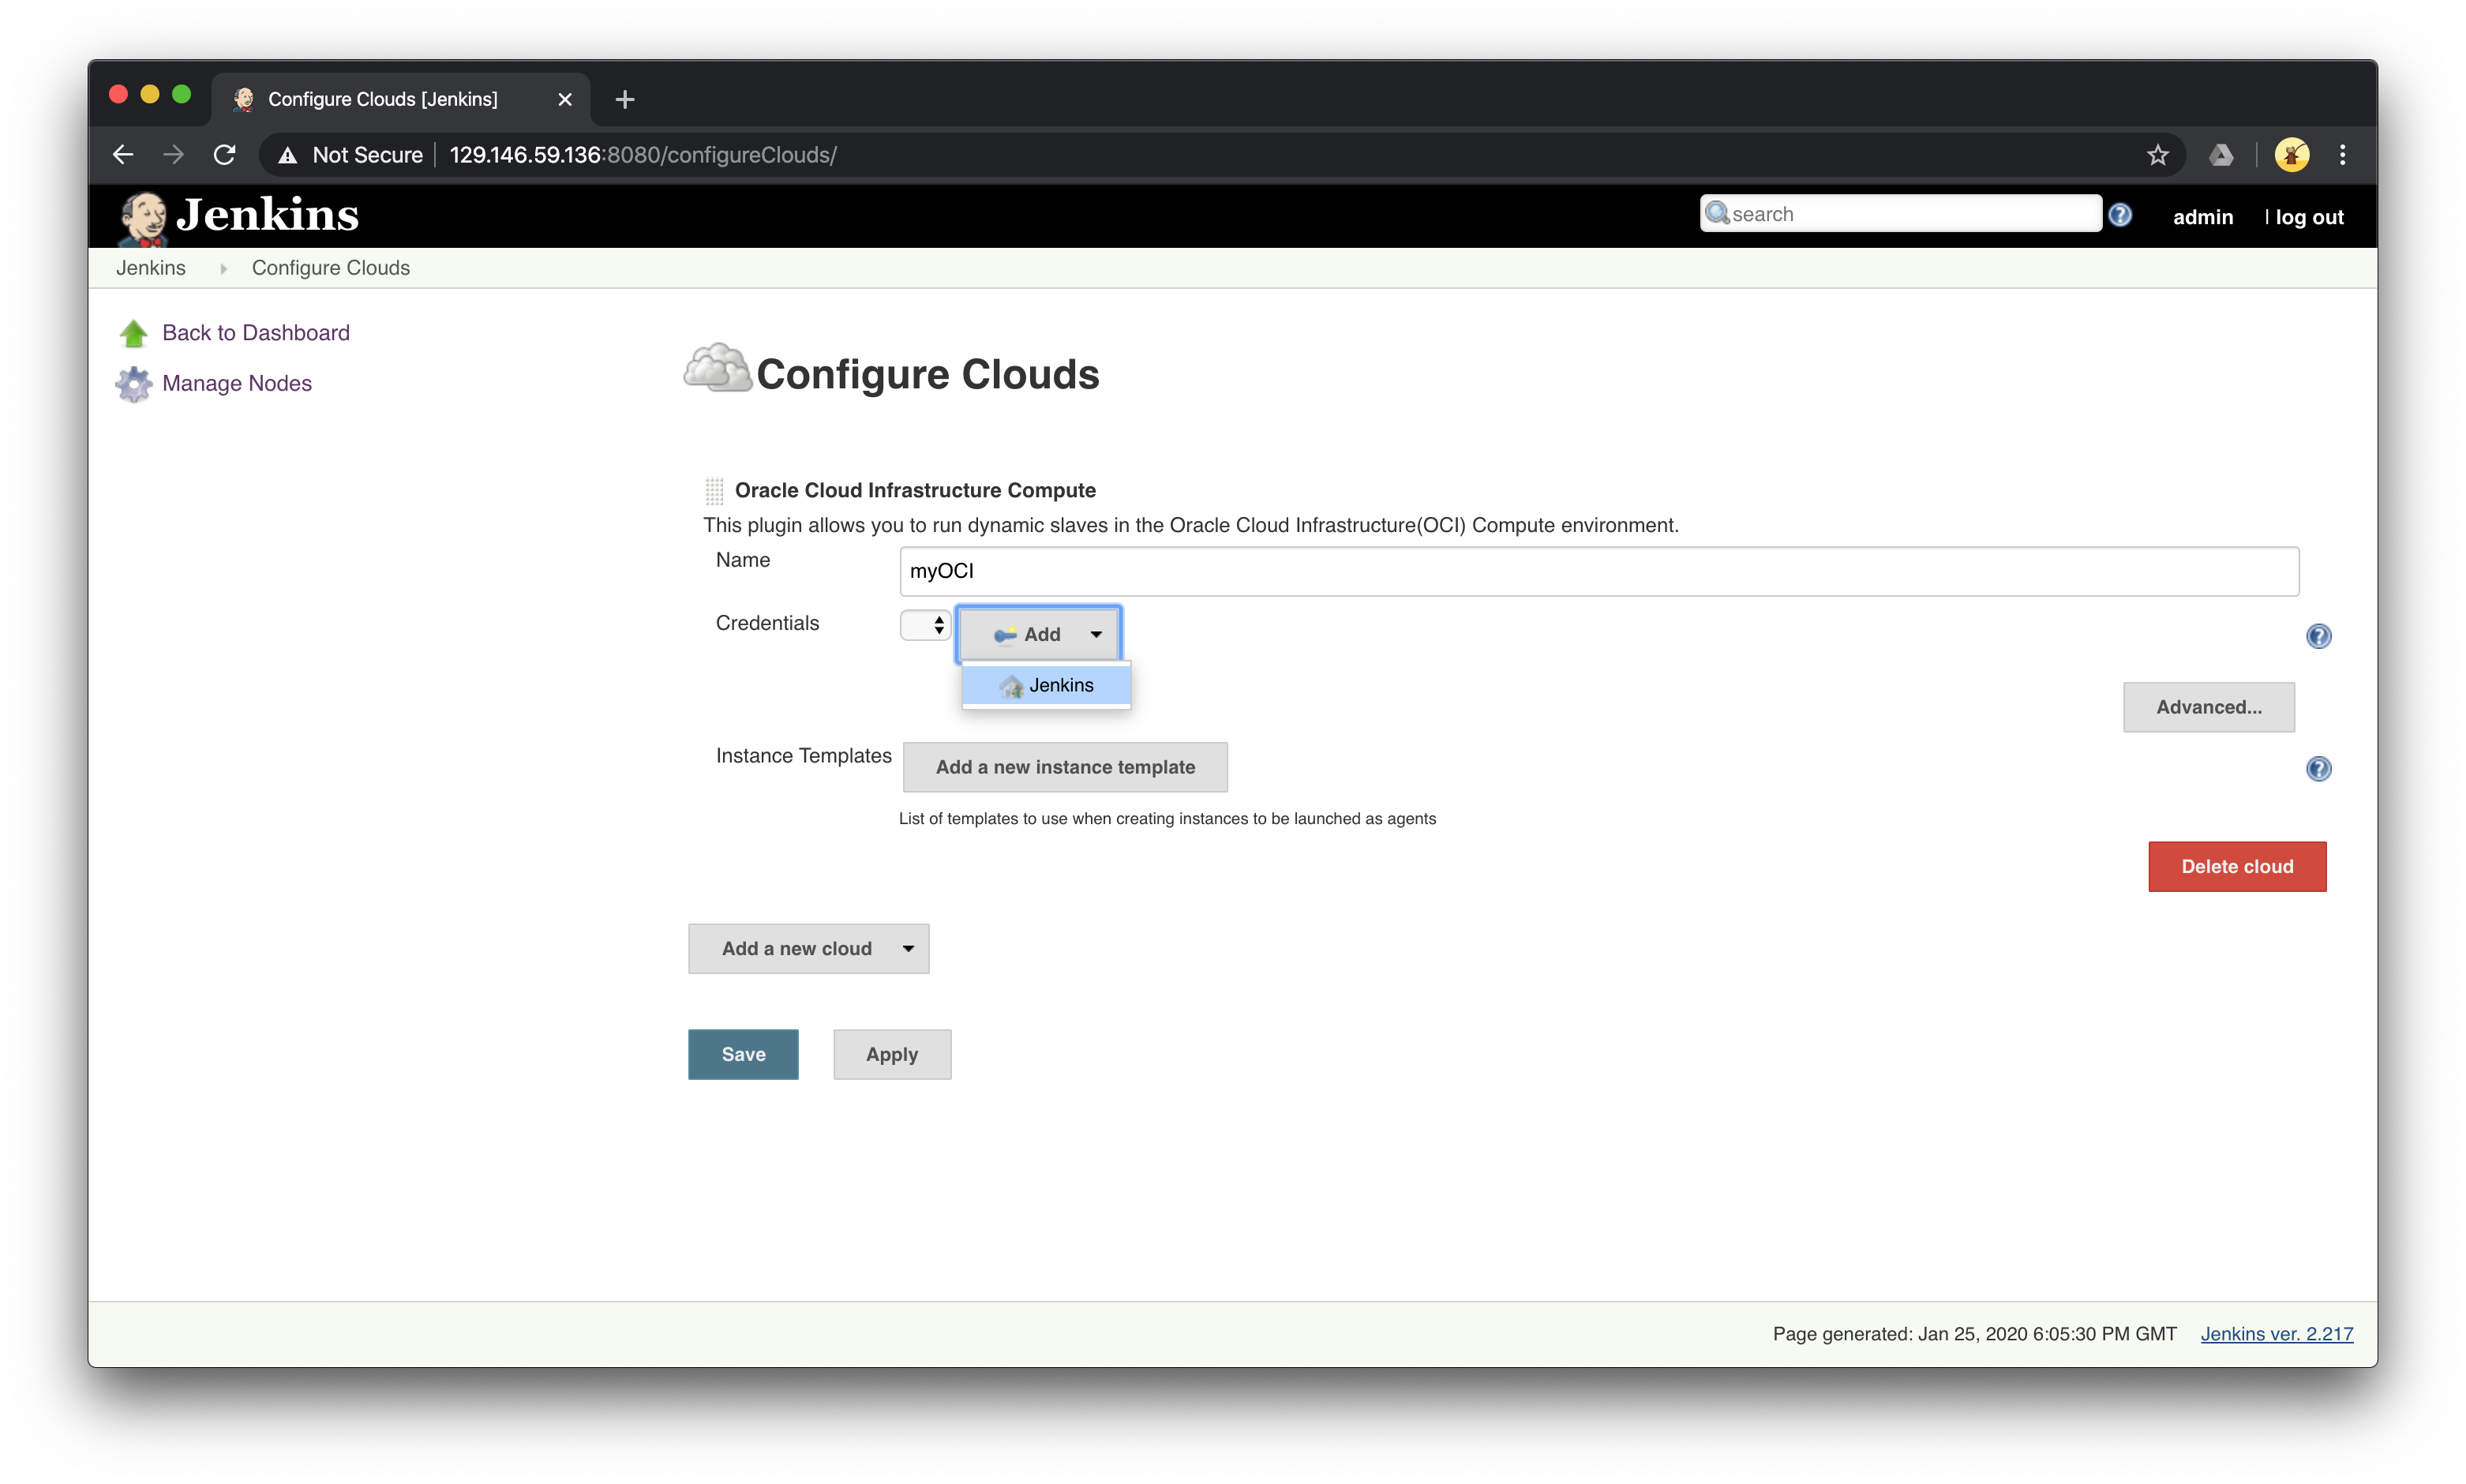 Configure Clouds [Jenkins]
Not Secure 129.146.59.136:8080/configureClouds/
Jenkins
search
admin | log out
Jenkins Configure Clouds
Back to Dashboard
Manage Nodes
Configure Clouds
Oracle Cloud Infrastructure Compute
This plugin allows you to run dynamic slaves in the Oracle Cloud Infrastructure(OCI) Compute environment.
Name myOCI
Credentials Add
Jenkins
Advanced...
Instance Templates Add a new instance template
List of templates to use when creating instances to be launched as agents
Delete cloud
Add a new cloud
Save Apply
Page generated: Jan 25, 2020 6:05:30 PM GMT Jenkins ver. 2.217